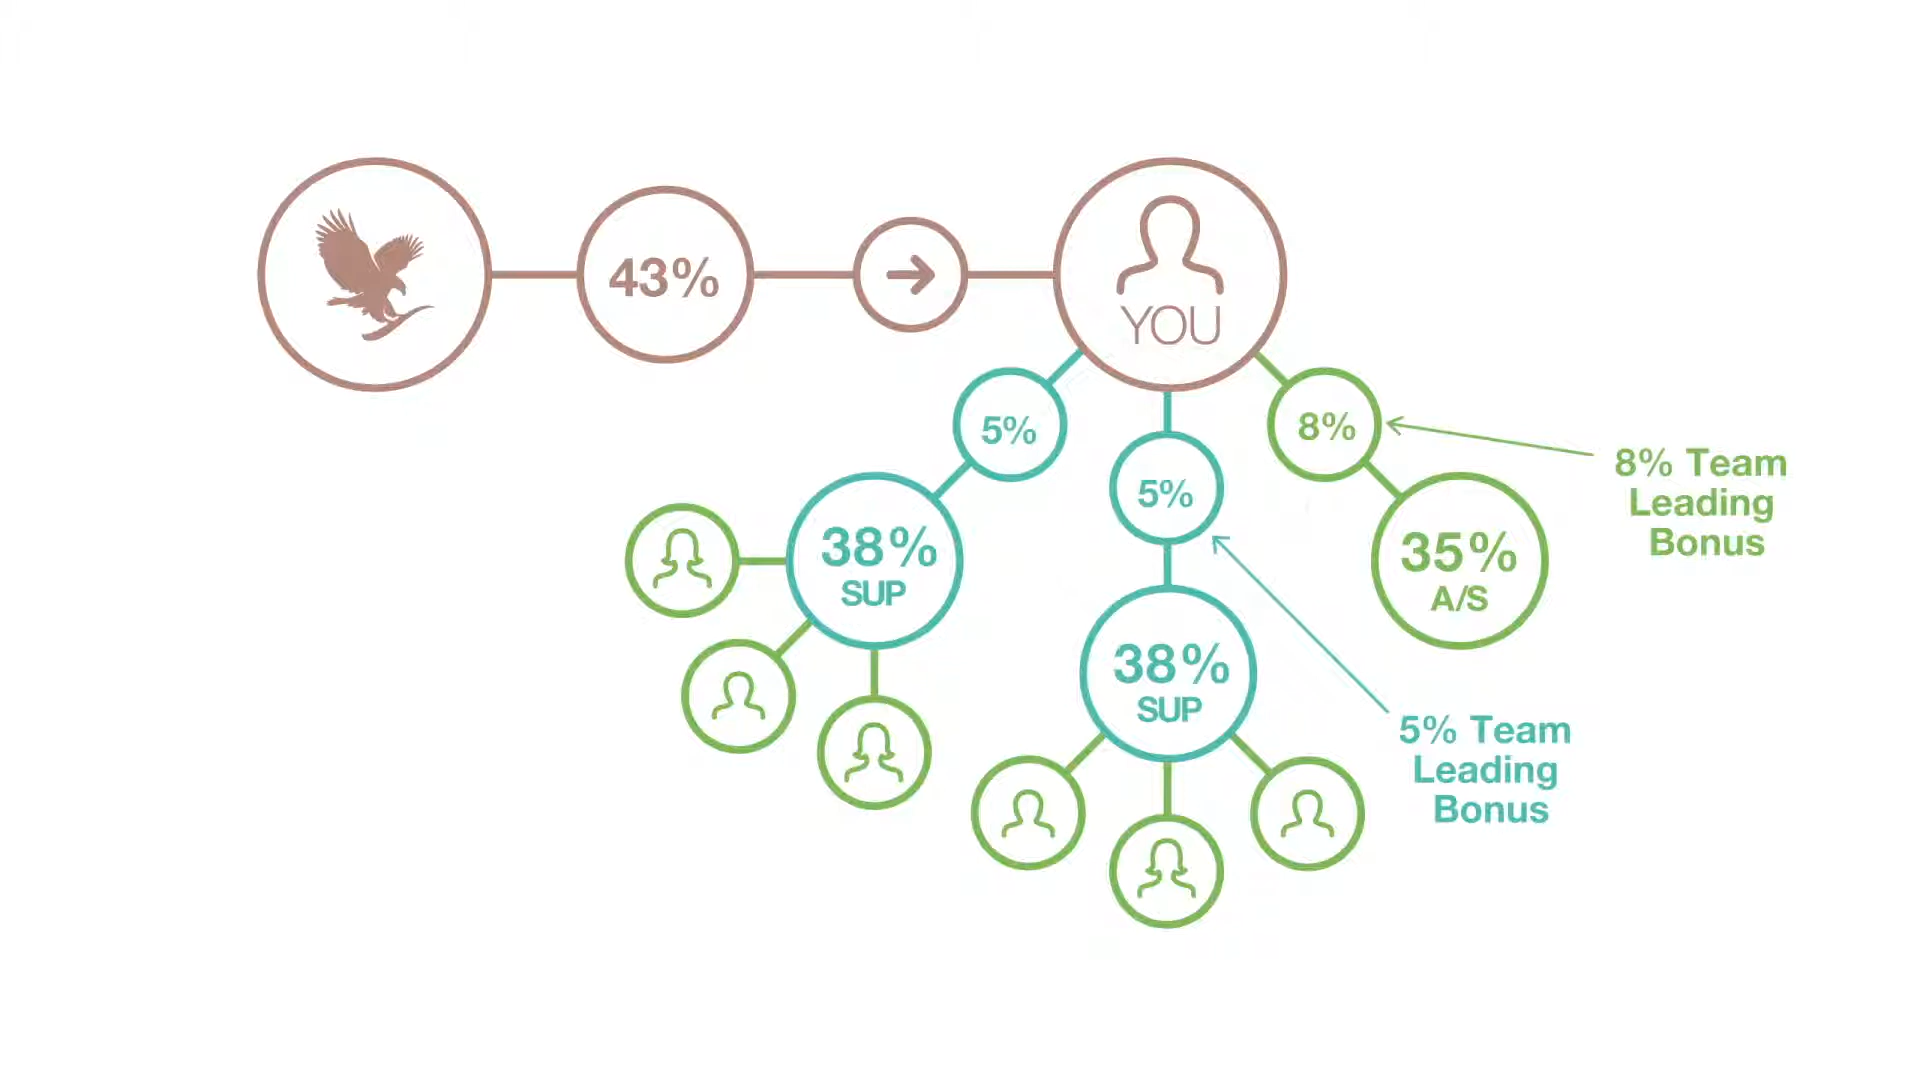 43%
YOU
5%
8%
5%
8% Team
Leading
Bonus
38%
SUP
35%
A/S
38%
SUP
5% Team
Leading
Bonus